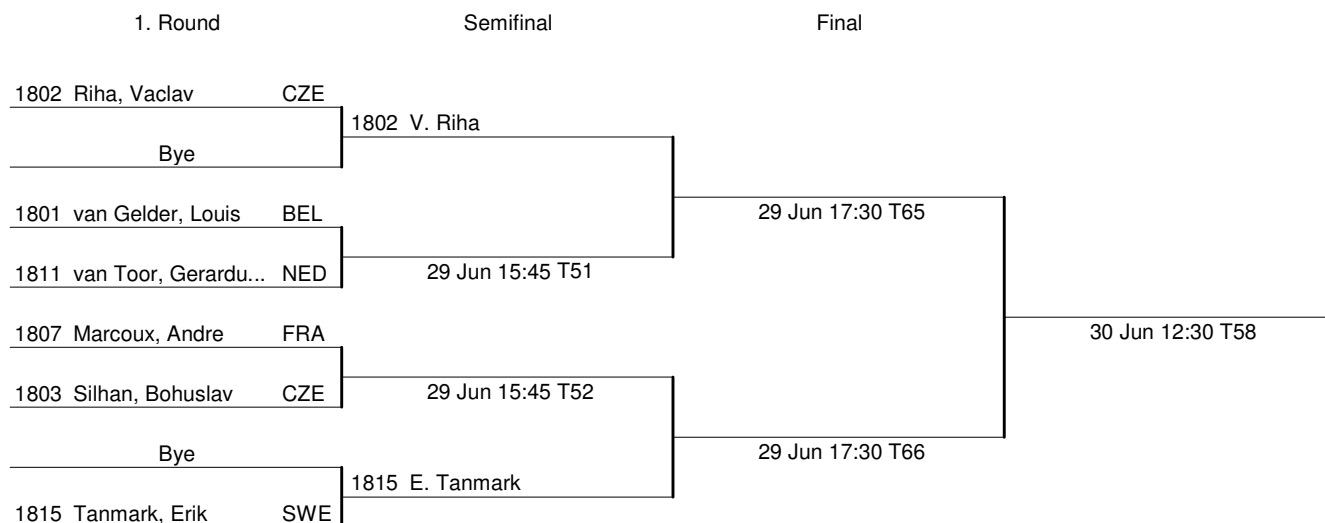 1. Round Semifinal Final
1802 Riha, Vaclav CZE
1802 V. Riha
Bye
1801 van Gelder, Louis BEL
29 Jun 17:30 T65
1811 van Toor, Gerardu... NED
29 Jun 15:45 T51
1807 Marcoux, Andre FRA
30 Jun 12:30 T58
1803 Silhan, Bohuslav CZE
29 Jun 15:45 T52
Bye
29 Jun 17:30 T66
1815 E. Tanmark
1815 Tanmark, Erik SWE